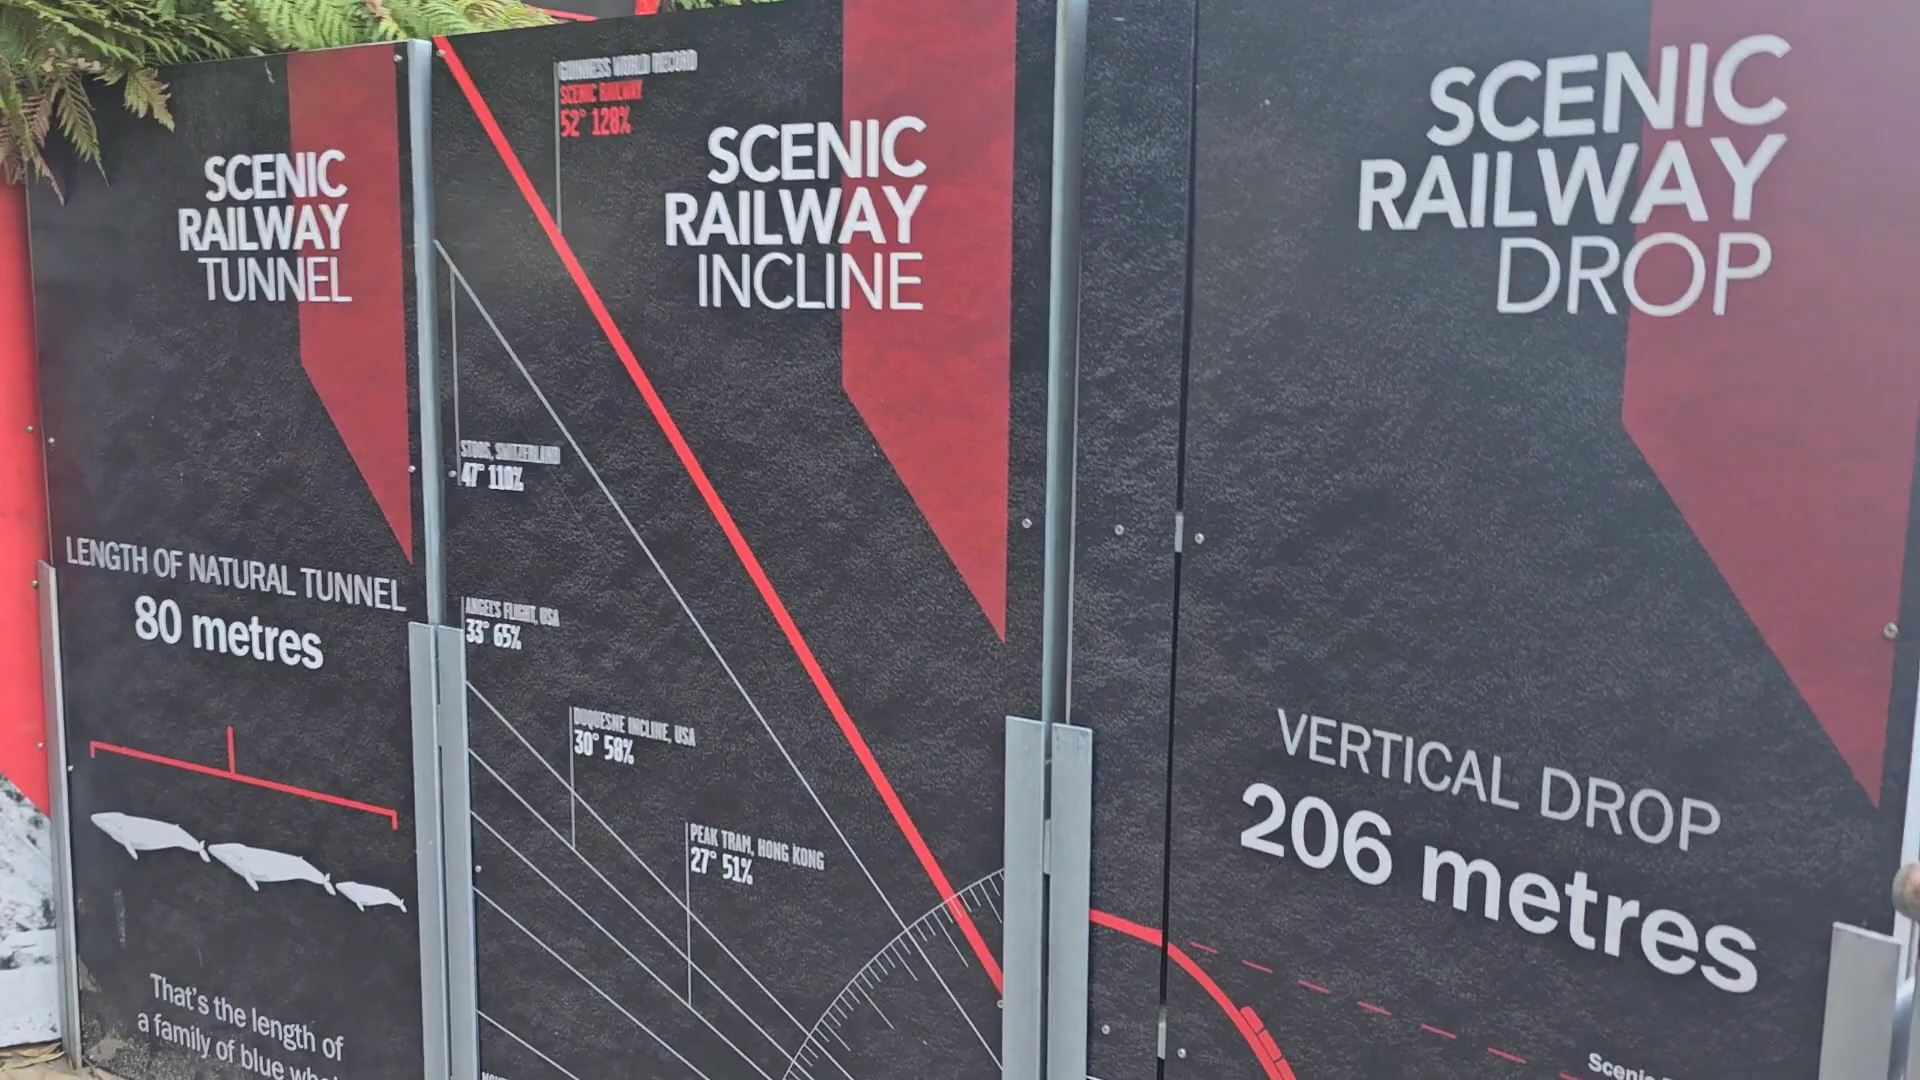 SCENIC
RAILWAY
TUNNEL
LENGTH OF NATURAL TUNNEL
80 metres
That's the length of
a family of blue
GUINNESS WORLD RECORD
SCENIC RAILWAY
52° 128%
SCENIC
RAILWAY
INCLINE
STOOS, SWITZERLAND
47° 110%
ANGELS FLIGHT, USA
33° 65%
DUQUESNE INCLINE, USA
30° 58%
PEAK TRAM, HONG KONG
27° 51%
SCENIC
RAILWAY
DROP
VERTICAL DROP
206 metres
Scenic